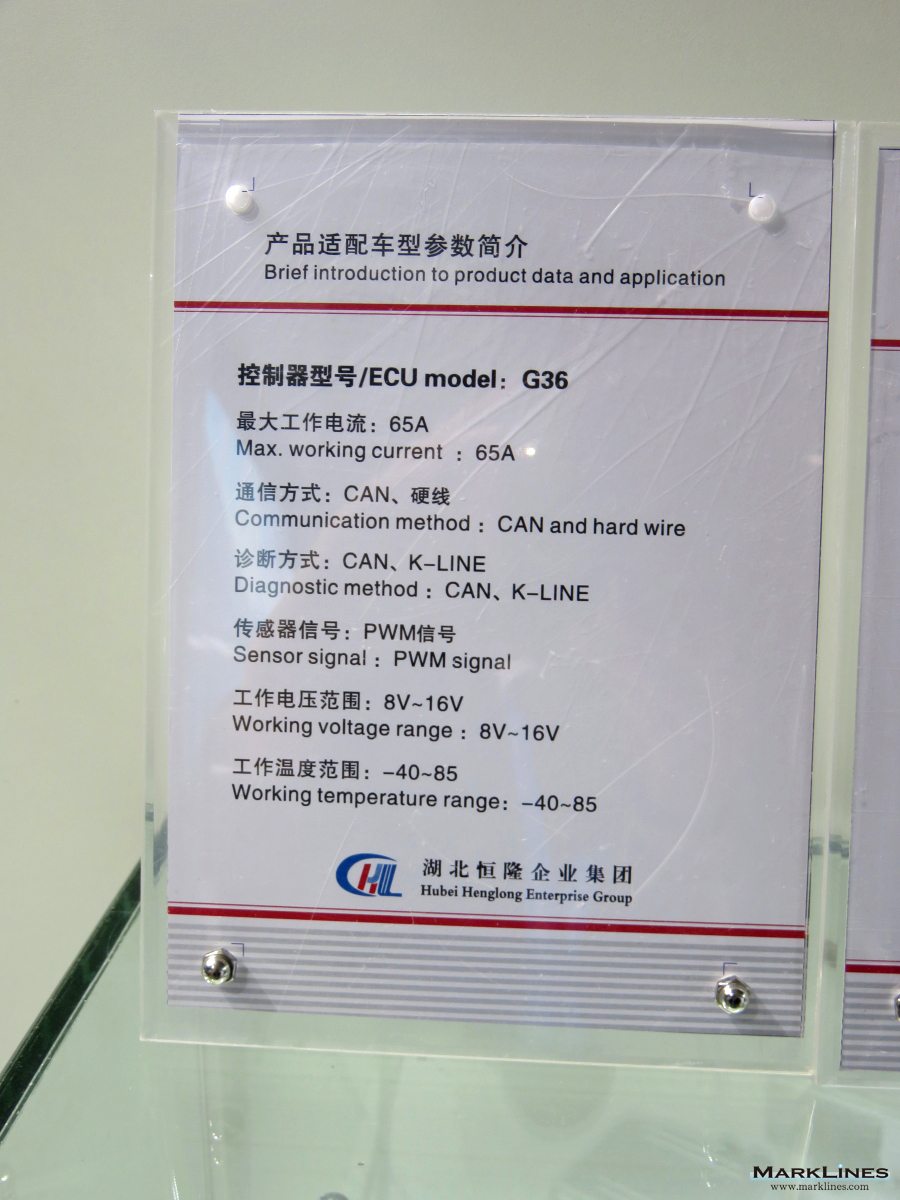 产品适配车型参数简介
Brief introduction to product data and application
控制器型号/ECU model：G36
最大工作电流：65A
Max. working current ：65A
通信方式：CAN、硬线
Communication method：CAN and hard wire
诊断方式：CAN、K-LINE
Diagnostic method：CAN、K-LINE
传感器信号：PWM信号
Sensor signal：PWM signal
工作电压范围：8V~16V
Working voltage range：8V~16V
工作温度范围：-40~85
Working temperature range：-40~85
CHL
湖北恒隆企业集团
Hubei Henglong Enterprise Group
MARKLINES
www.marklines.com